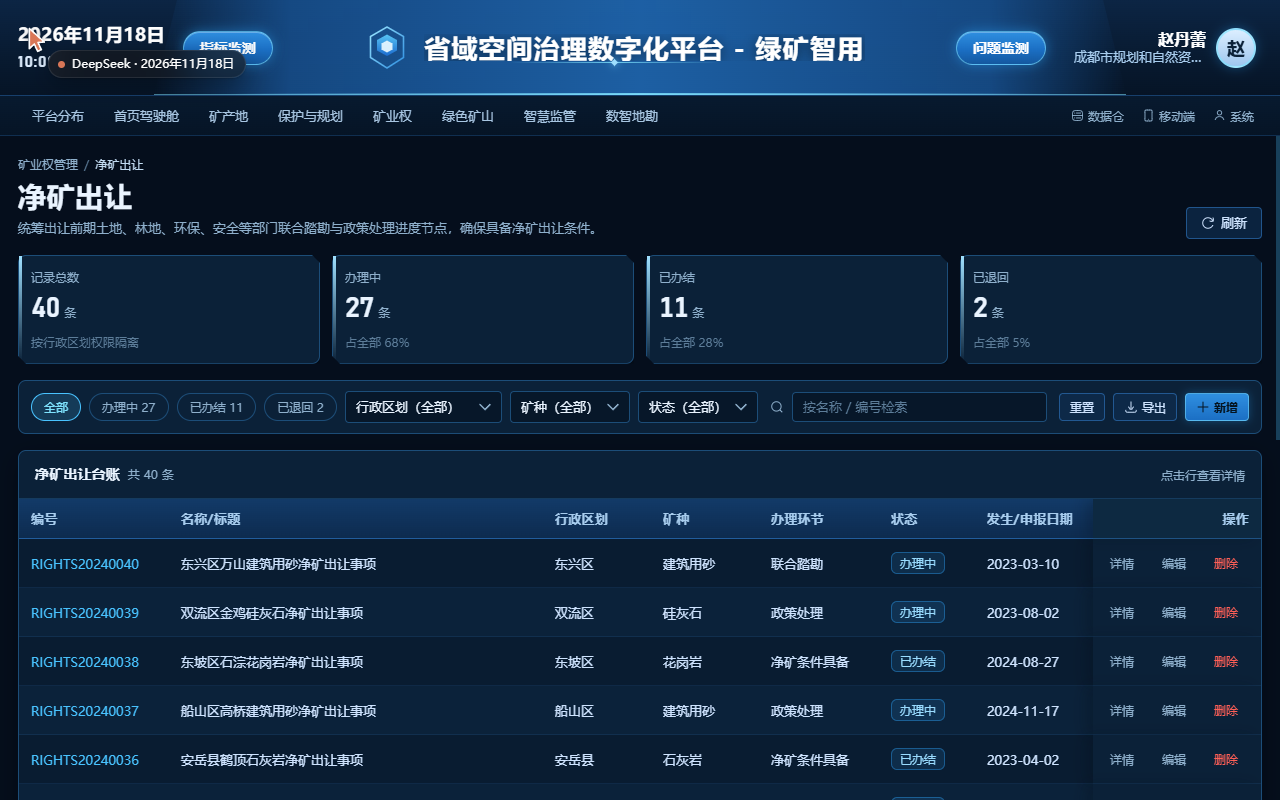 2026年11月18日
10:0
DeepSeek · 2026年11月18日
指标监测
省域空间治理数字化平台 - 绿矿智用
问题监测
赵丹蕾
成都市规划和自然资...
赵
平台分布 首页驾驶舱 矿产地 保护与规划 矿业权 绿色矿山 智慧监管 数智地勘 数据仓 移动端 系统
矿业权管理 / 净矿出让
净矿出让
统筹出让前期土地、林地、环保、安全等部门联合踏勘与政策处理进度节点，确保具备净矿出让条件。
刷新
记录总数 办理中 已办结 已退回
40 条 27 条 11 条 2 条
按行政区划权限隔离 占全部 68% 占全部 28% 占全部 5%
全部 办理中 27 已办结 11 已退回 2 行政区划（全部） 矿种（全部） 状态（全部） 按名称 / 编号检索 重置 导出 新增
净矿出让台账 共 40 条 点击行查看详情
编号 名称/标题 行政区划 矿种 办理环节 状态 发生/申报日期 操作
RIGHTS20240040 东兴区万山建筑用砂净矿出让事项 东兴区 建筑用砂 联合踏勘 办理中 2023-03-10 详情 编辑 删除
RIGHTS20240039 双流区金鸡硅灰石净矿出让事项 双流区 硅灰石 政策处理 办理中 2023-08-02 详情 编辑 删除
RIGHTS20240038 东坡区石淙花岗岩净矿出让事项 东坡区 花岗岩 净矿条件具备 已办结 2024-08-27 详情 编辑 删除
RIGHTS20240037 船山区高桥建筑用砂净矿出让事项 船山区 建筑用砂 政策处理 办理中 2024-11-17 详情 编辑 删除
RIGHTS20240036 安岳县鹤顶石灰岩净矿出让事项 安岳县 石灰岩 净矿条件具备 已办结 2023-04-02 详情 编辑 删除